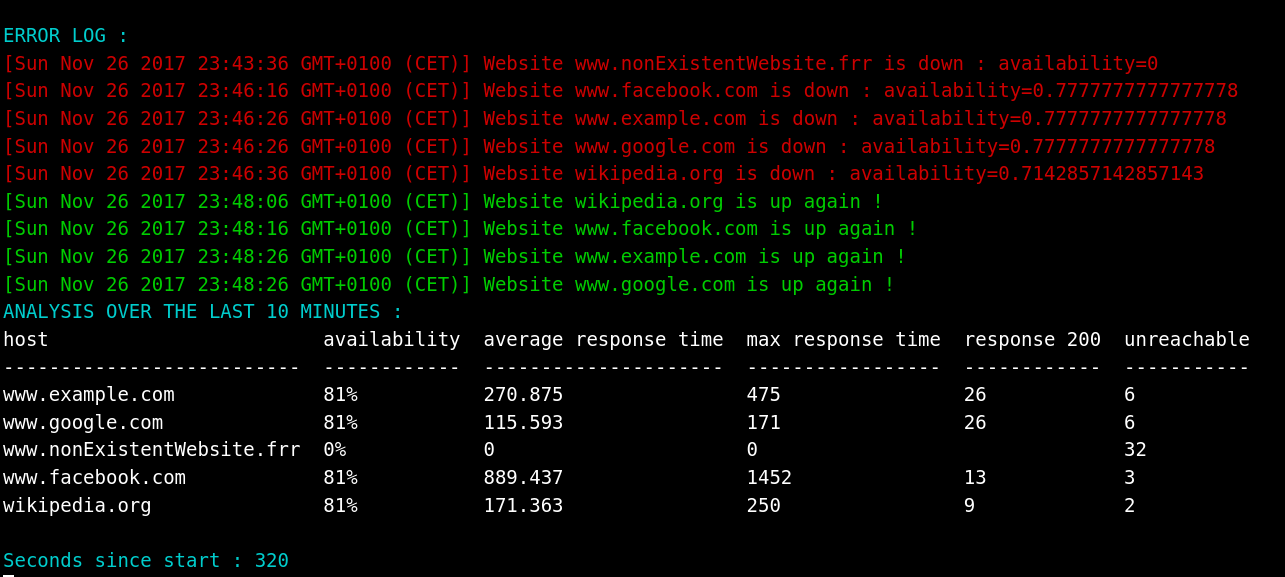 ERROR LOG :
[Sun Nov 26 2017 23:43:36 GMT+0100 (CET)] Website www.nonExistentWebsite.frr is down : availability=0
[Sun Nov 26 2017 23:46:16 GMT+0100 (CET)] Website www.facebook.com is down : availability=0.7777777777777778
[Sun Nov 26 2017 23:46:26 GMT+0100 (CET)] Website www.example.com is down : availability=0.7777777777777778
[Sun Nov 26 2017 23:46:26 GMT+0100 (CET)] Website www.google.com is down : availability=0.7777777777777778
[Sun Nov 26 2017 23:46:36 GMT+0100 (CET)] Website wikipedia.org is down : availability=0.7142857142857143
[Sun Nov 26 2017 23:48:06 GMT+0100 (CET)] Website wikipedia.org is up again !
[Sun Nov 26 2017 23:48:16 GMT+0100 (CET)] Website www.facebook.com is up again !
[Sun Nov 26 2017 23:48:26 GMT+0100 (CET)] Website www.example.com is up again !
[Sun Nov 26 2017 23:48:26 GMT+0100 (CET)] Website www.google.com is up again !
ANALYSIS OVER THE LAST 10 MINUTES :
host                        availability  average response time  max response time  response 200  unreachable
--------------------------  ------------  ---------------------  -----------------  ------------  -----------
www.example.com             81%           270.875                475                26            6
www.google.com              81%           115.593                171                26            6
www.nonExistentWebsite.frr  0%            0                      0                                32
www.facebook.com            81%           889.437                1452               13            3
wikipedia.org               81%           171.363                250                9             2
Seconds since start : 320